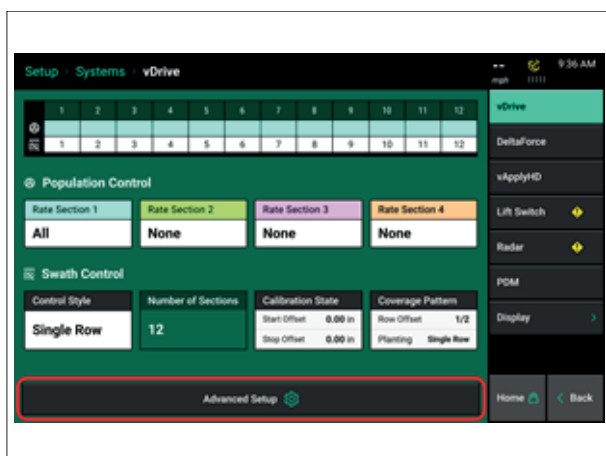 Setup Systems vDrive
-- mph 9:36 AM
1 2 3 4 5 6 7 8 9 10 11 12
1 2 3 4 5 6 7 8 9 10 11 12
Population Control
Rate Section 1 Rate Section 2 Rate Section 3 Rate Section 4
All None None None
Swath Control
Control Style Number of Sections Calibration State Coverage Pattern
Single Row 12 Start Offset 0.00 in Row Offset 1/2
Stop Offset 0.00 in Planting Single Row
Advanced Setup
vDrive
DeltaForce
vApplyHD
Lift Switch
Radar
PDM
Display
Home Back